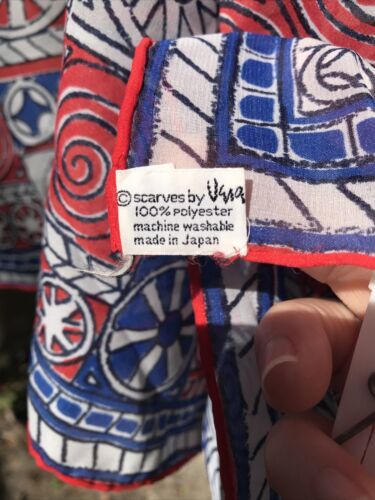 © scarves by Vera
100% polyester
machine washable
made in Japan